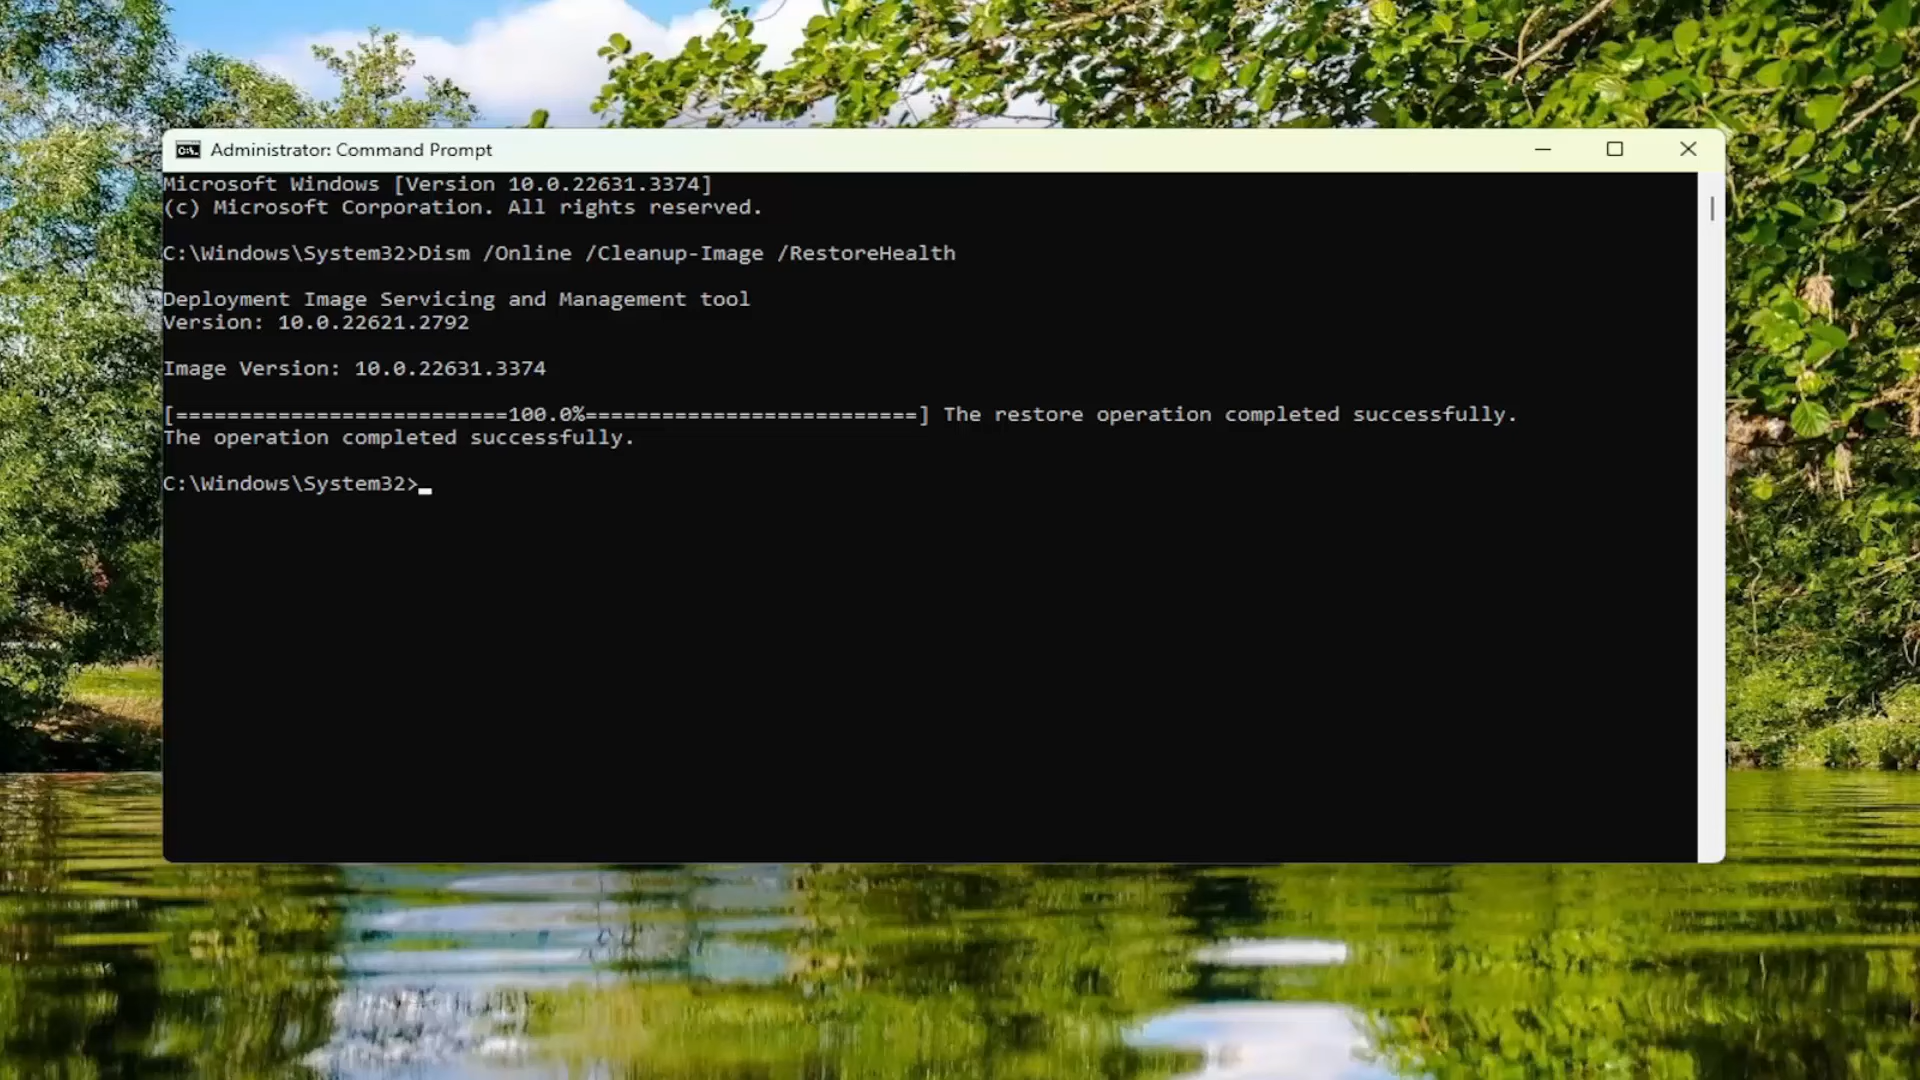 Administrator: Command Prompt
Microsoft Windows [Version 10.0.22631.3374]
(c) Microsoft Corporation. All rights reserved.
C:\Windows\System32>Dism /Online /Cleanup-Image /RestoreHealth
Deployment Image Servicing and Management tool
Version: 10.0.22621.2792
Image Version: 10.0.22631.3374
[==========================100.0%==========================] The restore operation completed successfully.
The operation completed successfully.
C:\Windows\System32>